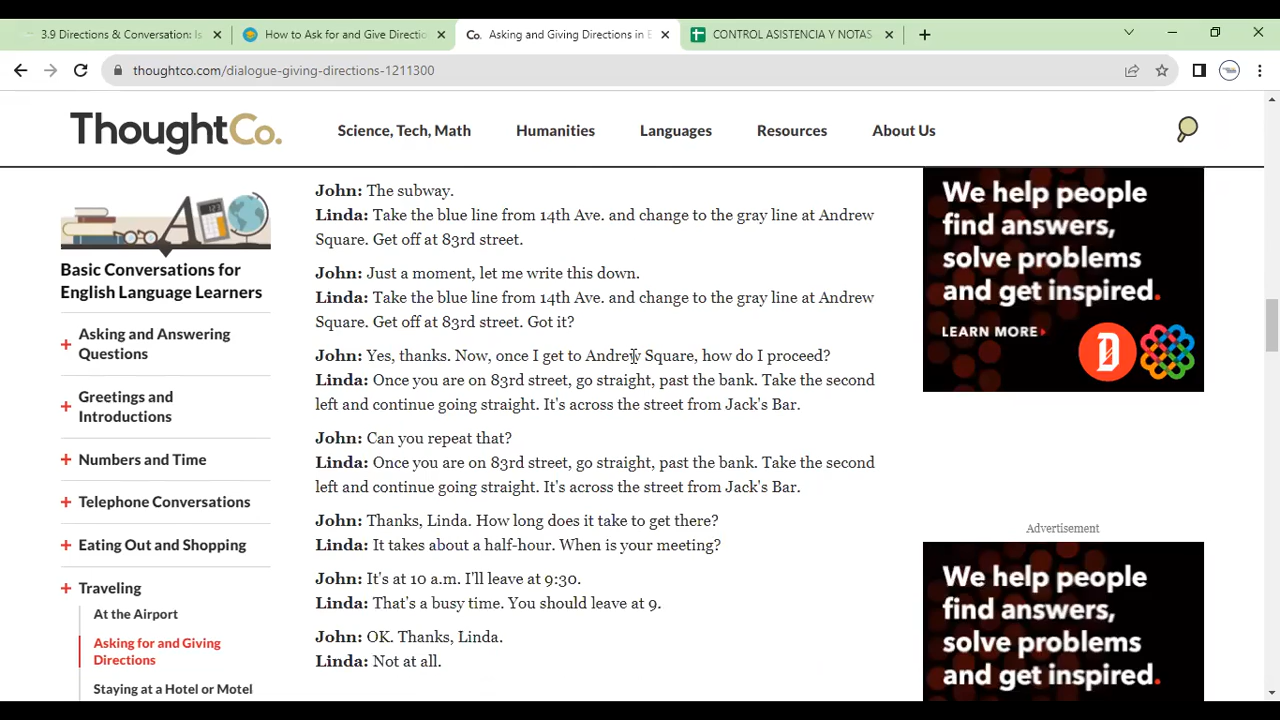 3.9 Directions & Conversation: Is
How to Ask for and Give Directio
Co. Asking and Giving Directions in E
CONTROL ASISTENCIA Y NOTAS
thoughtco.com/dialogue-giving-directions-1211300
ThoughtCo.
Science, Tech, Math
Humanities
Languages
Resources
About Us
Basic Conversations for
English Language Learners
Asking and Answering
Questions
Greetings and
Introductions
Numbers and Time
Telephone Conversations
Eating Out and Shopping
Traveling
At the Airport
Asking for and Giving
Directions
Staying at a Hotel or Motel
John: The subway.
Linda: Take the blue line from 14th Ave. and change to the gray line at Andrew
Square. Get off at 83rd street.
John: Just a moment, let me write this down.
Linda: Take the blue line from 14th Ave. and change to the gray line at Andrew
Square. Get off at 83rd street. Got it?
John: Yes, thanks. Now, once I get to Andrew Square, how do I proceed?
Linda: Once you are on 83rd street, go straight, past the bank. Take the second
left and continue going straight. It's across the street from Jack's Bar.
John: Can you repeat that?
Linda: Once you are on 83rd street, go straight, past the bank. Take the second
left and continue going straight. It's across the street from Jack's Bar.
John: Thanks, Linda. How long does it take to get there?
Linda: It takes about a half-hour. When is your meeting?
John: It's at 10 a.m. I'll leave at 9:30.
Linda: That's a busy time. You should leave at 9.
John: OK. Thanks, Linda.
Linda: Not at all.
We help people
find answers,
solve problems
and get inspired.
LEARN MORE
D
Advertisement
We help people
find answers,
solve problems
and get inspired.